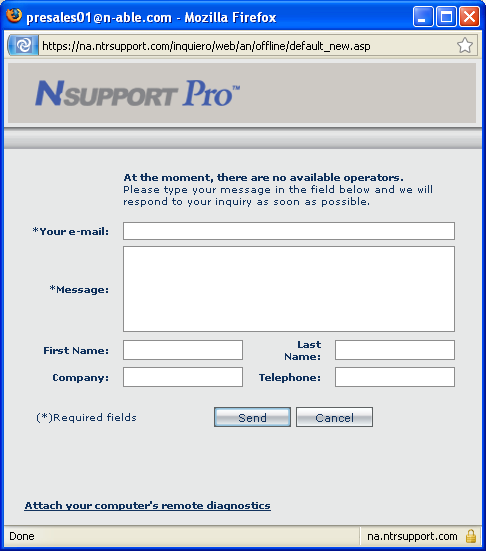 presales01@n-able.com - Mozilla Firefox
https://na.ntrsupport.com/inquiero/web/an/offline/default_new.asp
NSUPPORT Pro™
At the moment, there are no available operators.
Please type your message in the field below and we will
respond to your inquiry as soon as possible.
*Your e-mail:
*Message:
First Name:
Last
Name:
Company:
Telephone:
(*)Required fields
Send
Cancel
Attach your computer's remote diagnostics
Done
na.ntrsupport.com